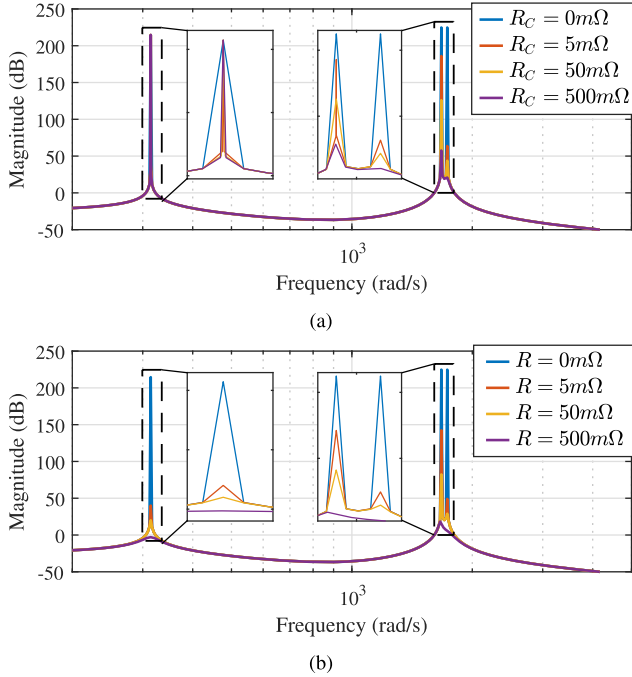 250
200
150
100
50
0
-50
Magnitude (dB)
R_C = 0mΩ
R_C = 5mΩ
R_C = 50mΩ
R_C = 500mΩ
10^3
Frequency (rad/s)
(a)
250
200
150
100
50
0
-50
Magnitude (dB)
R = 0mΩ
R = 5mΩ
R = 50mΩ
R = 500mΩ
10^3
Frequency (rad/s)
(b)